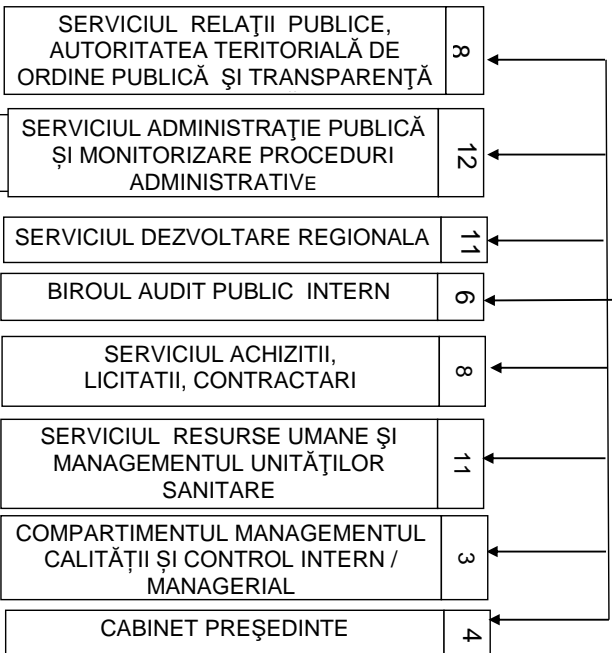 SERVICIUL RELAŢII PUBLICE,
AUTORITATEA TERITORIALĂ DE
ORDINE PUBLICĂ ŞI TRANSPARENŢĂ
8
SERVICIUL ADMINISTRAŢIE PUBLICĂ
ȘI MONITORIZARE PROCEDURI
ADMINISTRATIVE
12
SERVICIUL DEZVOLTARE REGIONALA
11
BIROUL AUDIT PUBLIC INTERN
6
SERVICIUL ACHIZITII,
LICITATII, CONTRACTARI
8
SERVICIUL RESURSE UMANE ŞI
MANAGEMENTUL UNITĂŢILOR
SANITARE
11
COMPARTIMENTUL MANAGEMENTUL
CALITĂȚII ȘI CONTROL INTERN /
MANAGERIAL
3
CABINET PREŞEDINTE
4